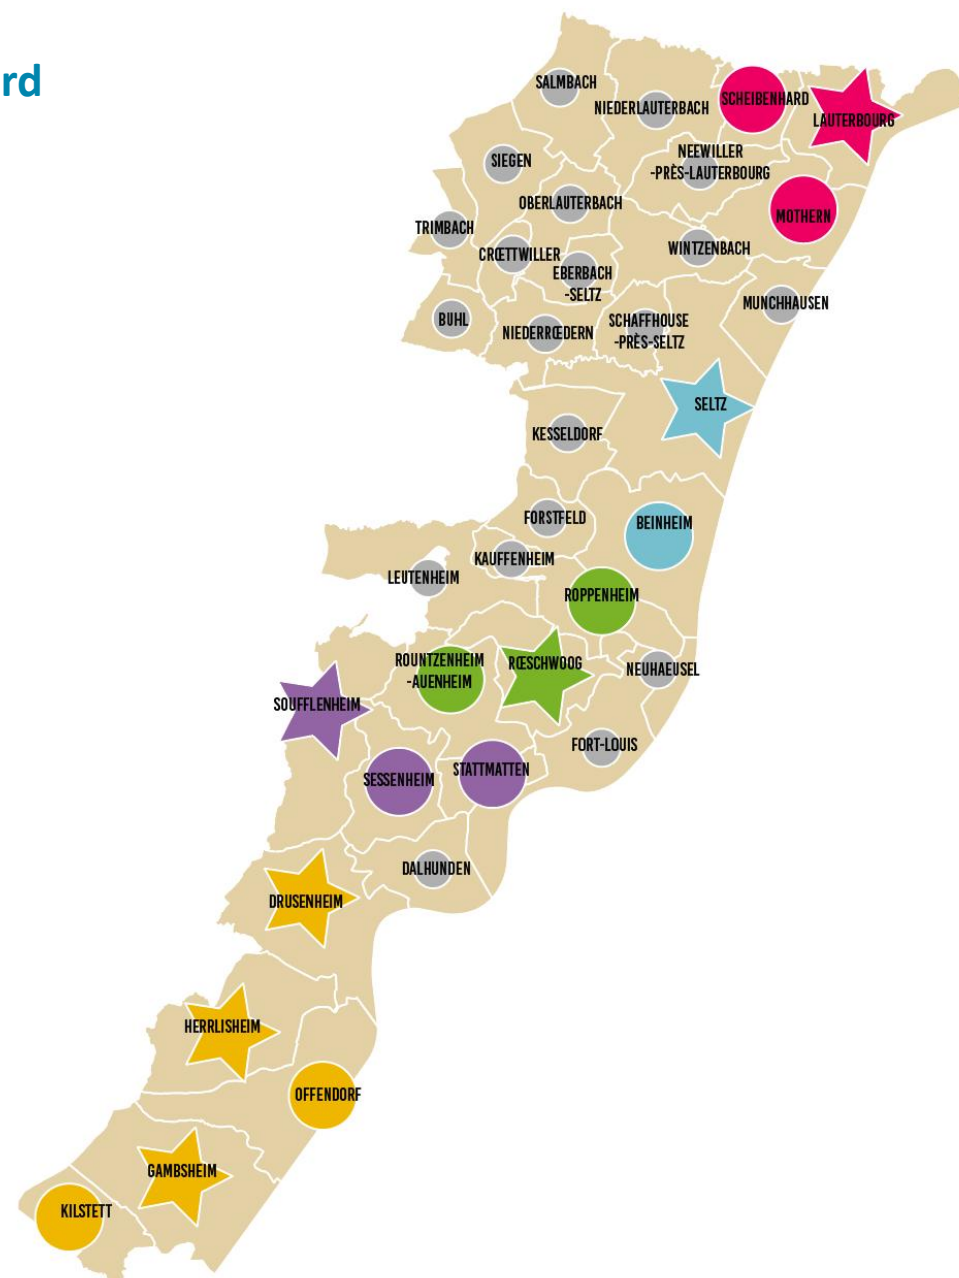 rd
SALMBACH
NIEDERLAUTERBACH
SCHEIBENHARD
LAUTERBOURG
SIEGEN
NEEWILLER
-PRÈS-LAUTERBOURG
OBERLAUTERBACH
MOTHERN
TRIMBACH
CRŒTTWILLER
WINTZENBACH
EBERBACH
-SELTZ
MUNCHHAUSEN
BUHL
NIEDERRŒDERN
SCHAFFHOUSE
-PRÈS-SELTZ
SELTZ
KESSELDORF
FORSTFELD
BEINHEIM
KAUFFENHEIM
LEUTENHEIM
ROPPENHEIM
ROUNTZENHEIM
-AUENHEIM
RŒSCHWOOG
NEUHAEUSEL
SOUFFLENHEIM
FORT-LOUIS
SESSENHEIM
STATTMATTEN
DALHUNDEN
DRUSENHEIM
HERRLISHEIM
OFFENDORF
GAMBSHEIM
KILSTETT